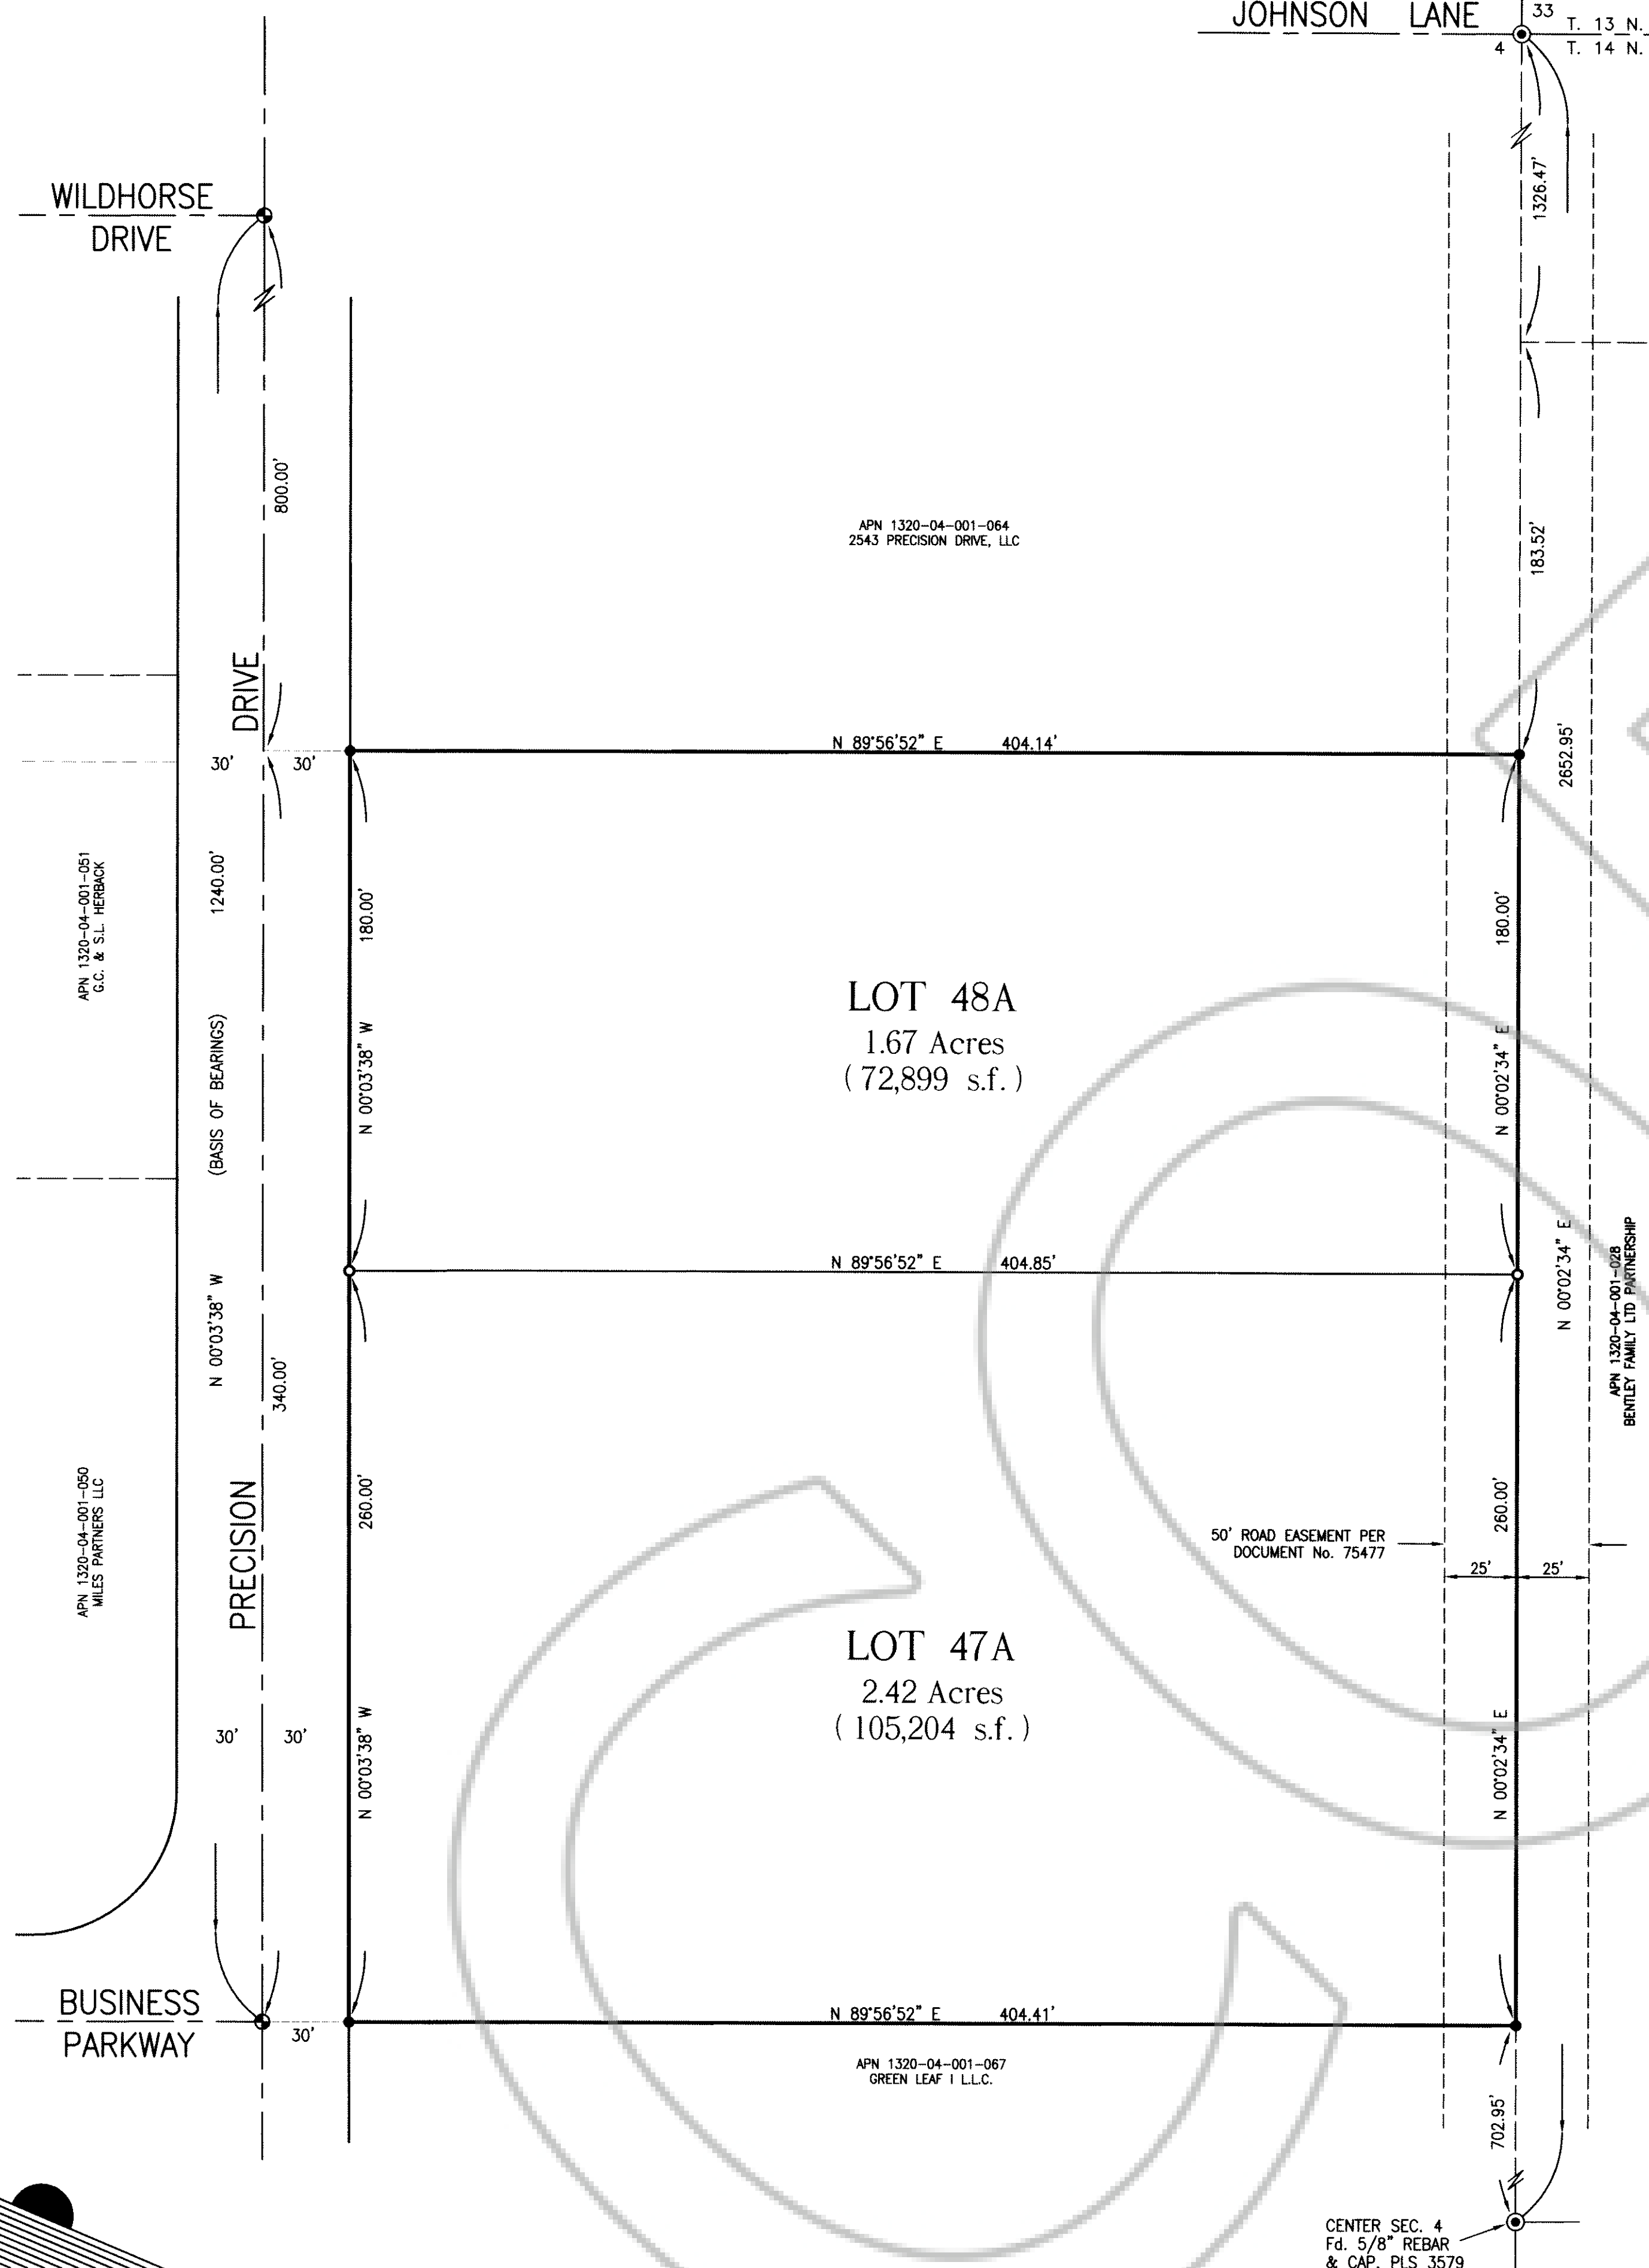 JOHNSON LANE
33
T. 13 N.
4
T. 14 N.
WILDHORSE
DRIVE
1326.47'
800.00'
APN 1320-04-001-064
2543 PRECISION DRIVE, LLC
183.52'
DRIVE
N 89°56'52" E 404.14'
30'
30'
2652.95'
APN 1320-04-001-051
G.C. & S.L. HERBACK
1240.00'
180.00'
180.00'
LOT 48A
1.67 Acres
( 72,899 s.f. )
(BASIS OF BEARINGS)
N 00°03'38" W
N 00°02'34" E
N 89°56'52" E 404.85'
N 00°03'38" W
340.00'
N 00°02'34" E
APN 1320-04-001-028
BENTLEY FAMILY LTD PARTNERSHIP
APN 1320-04-001-050
MILES PARTNERS LLC
PRECISION
260.00'
260.00'
50' ROAD EASEMENT PER
DOCUMENT No. 75477
25'
25'
LOT 47A
2.42 Acres
( 105,204 s.f. )
30'
30'
N 00°03'38" W
N 00°02'34" E
BUSINESS
PARKWAY
30'
N 89°56'52" E 404.41'
APN 1320-04-001-067
GREEN LEAF I L.L.C.
702.95'
CENTER SEC. 4
Fd. 5/8" REBAR
& CAP, PLS 3579